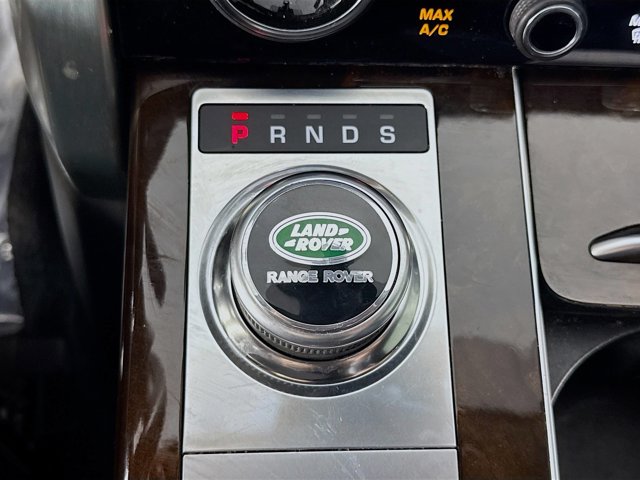 MAX
A/C
P R N D S
LAND
ROVER
RANGE ROVER